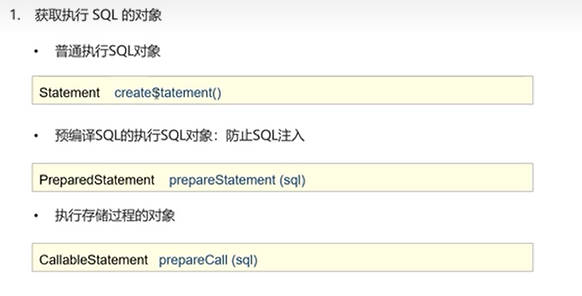 1. 获取执行 SQL 的对象
• 普通执行SQL对象
Statement createStatement()
• 预编译SQL的执行SQL对象：防止SQL注入
PreparedStatement prepareStatement (sql)
• 执行存储过程的对象
CallableStatement prepareCall (sql)